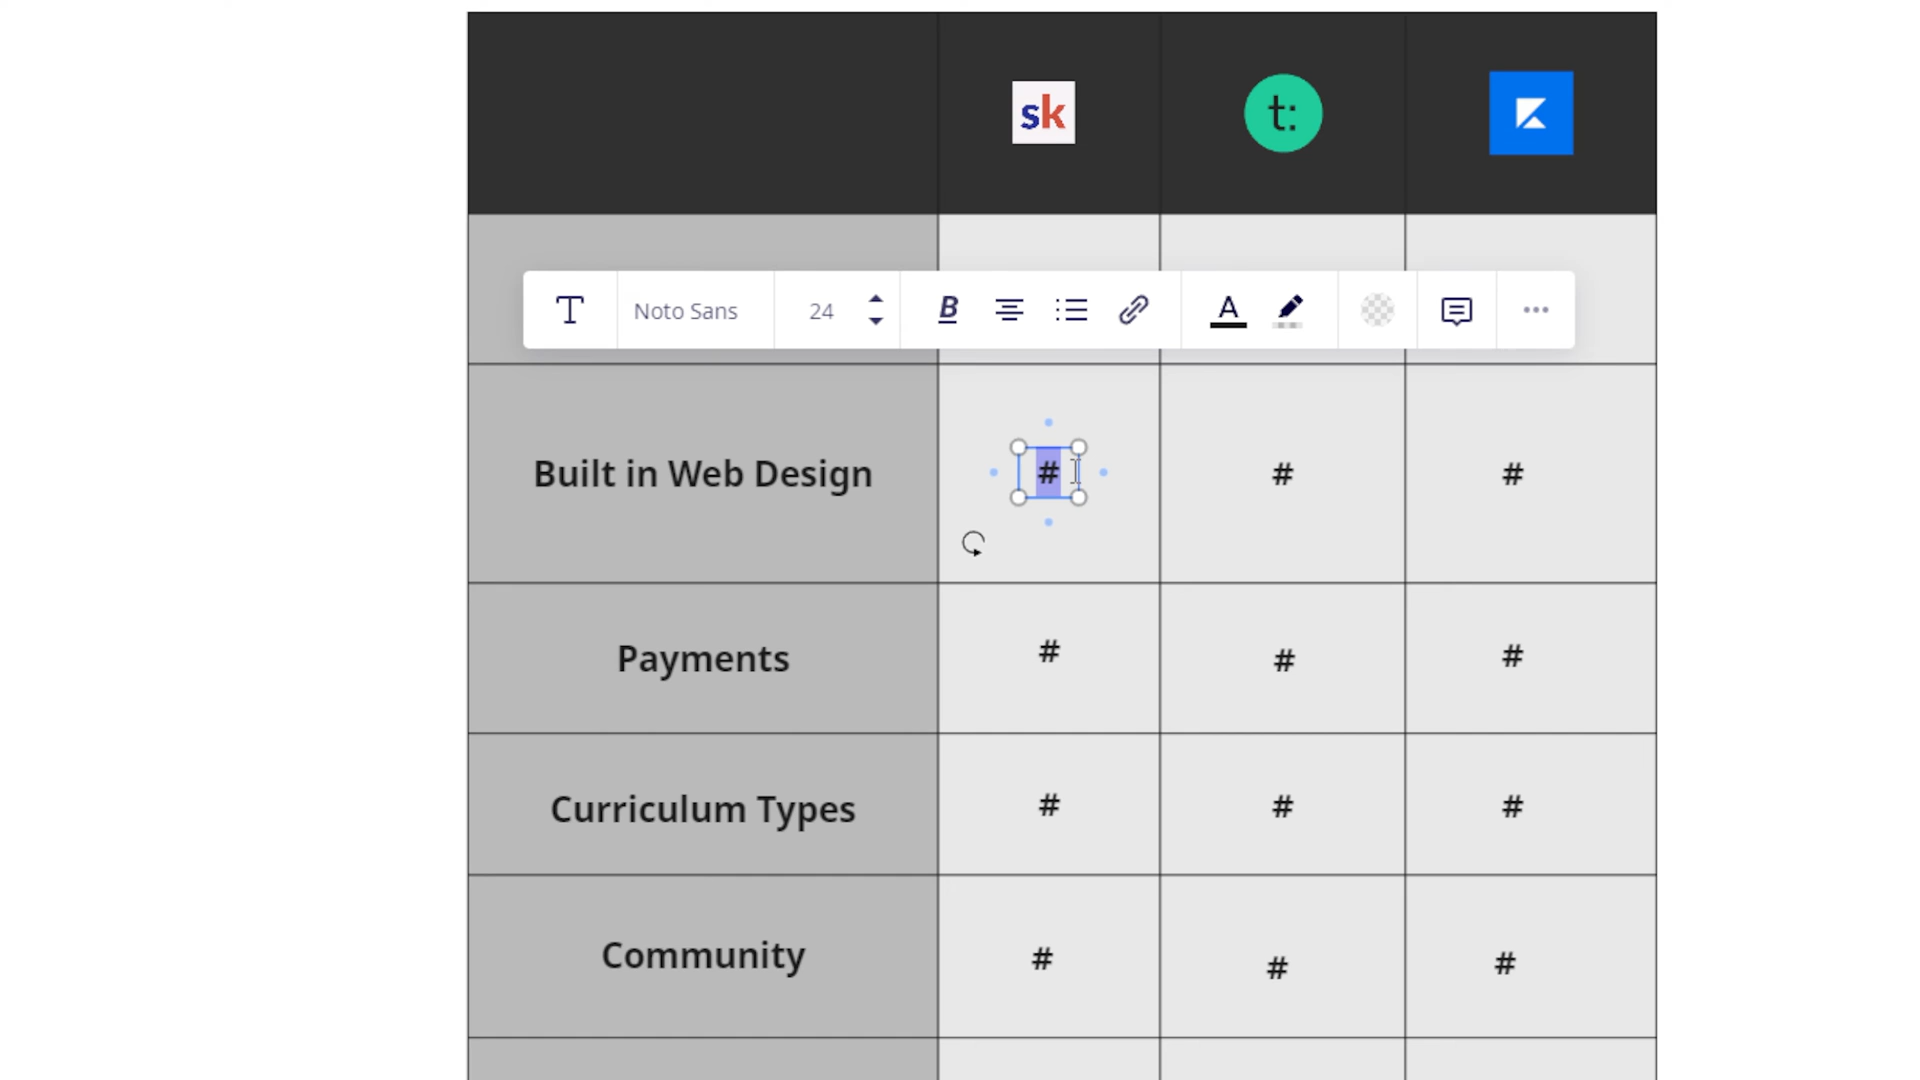 sk t:
Noto Sans 24 B A
Built in Web Design # # #
Payments # # #
Curriculum Types # # #
Community # # #